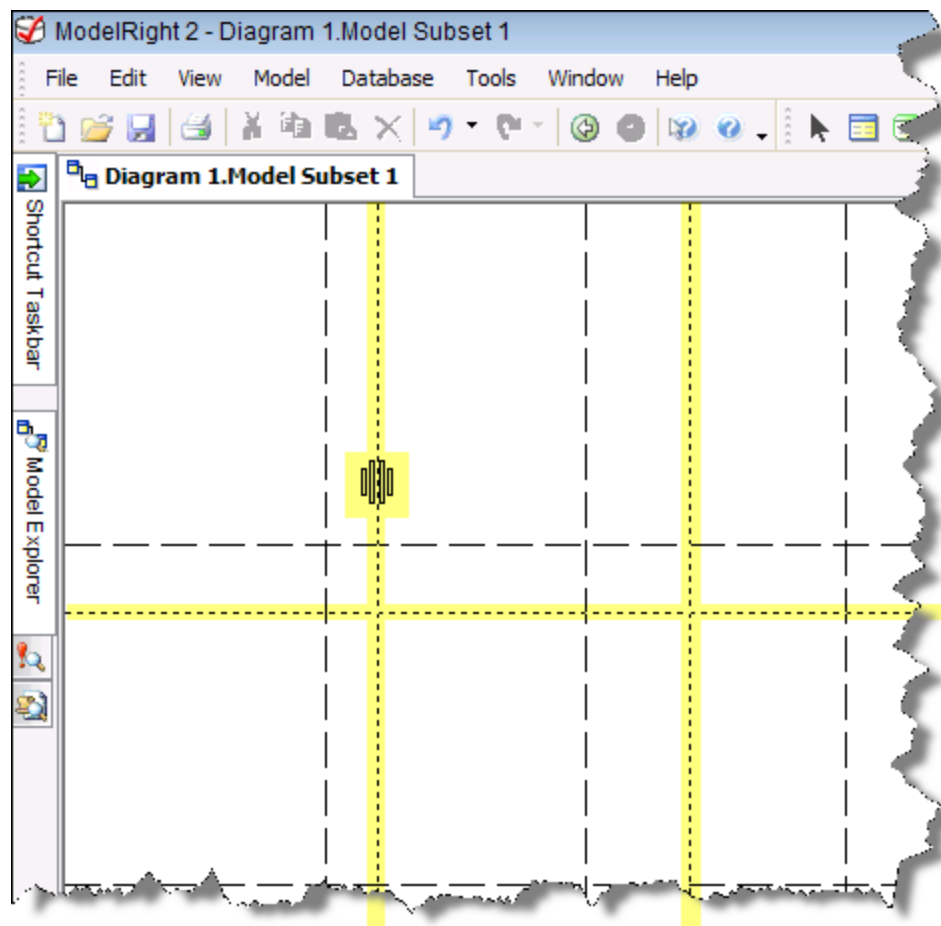 ModelRight 2 - Diagram 1.Model Subset 1
File Edit View Model Database Tools Window Help
Diagram 1.Model Subset 1
Shortcut Taskbar
Model Explorer